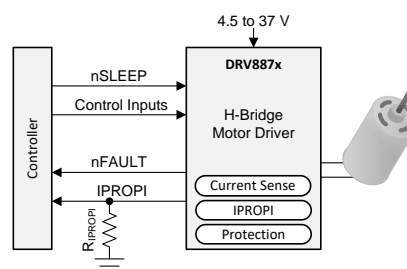 4.5 to 37 V
DRV887x
nSLEEP
Control Inputs
H-Bridge
Motor Driver
Controller
nFAULT
IPROPI
RIPROPI
Current Sense
IPROPI
Protection